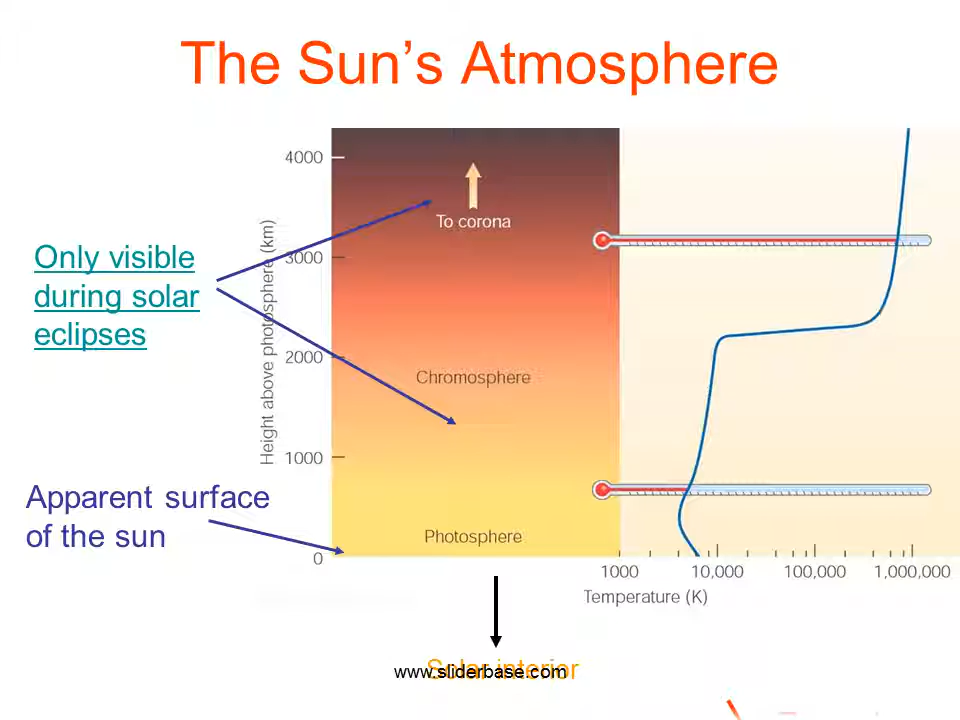 The Sun's Atmosphere
4000
To corona
3000
Height above photosphere (km)
Only visible
during solar
eclipses
2000
Chromosphere
1000
Apparent surface
of the sun
Photosphere
0
1000 10,000 100,000 1,000,000
Temperature (K)
Solar interior
www.sliderbase.com